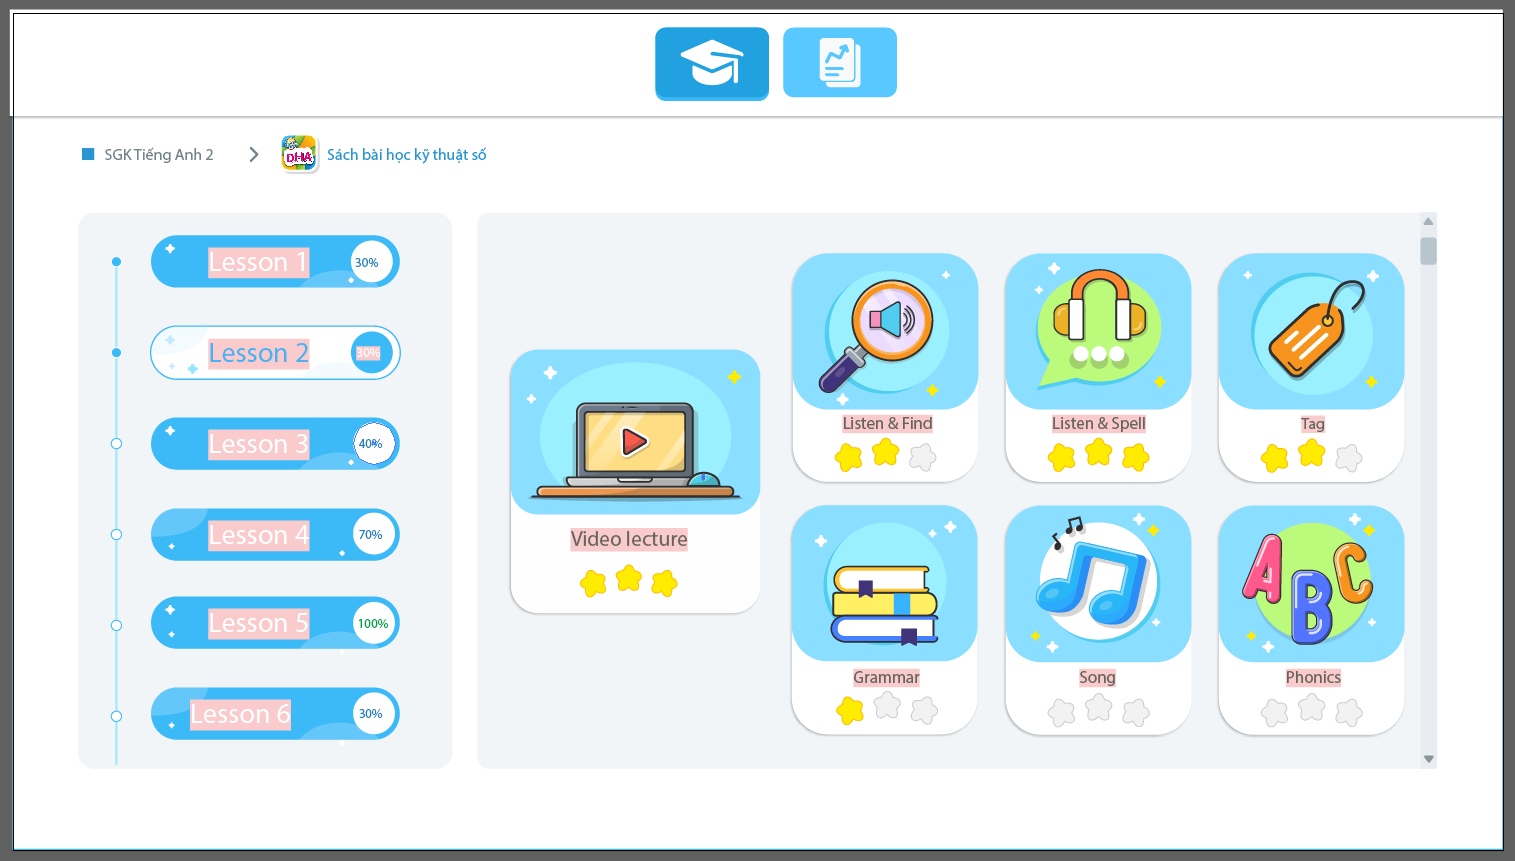 SGK Tiếng Anh 2
DHA
Sách bài học kỹ thuật số
Lesson 1
30%
Lesson 2
30%
Lesson 3
40%
Lesson 4
70%
Lesson 5
100%
Lesson 6
30%
Video lecture
Listen & Find
Listen & Spell
Tag
Grammar
Song
ABC
Phonics